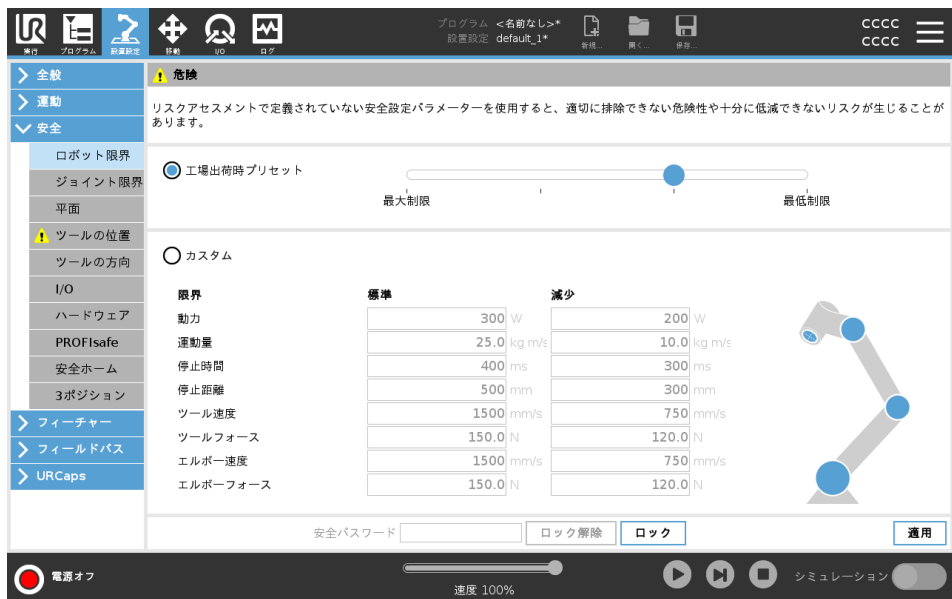 プログラム <名前なし>*
設置設定 default_1*
CCCC
CCCC
実行 プログラム 設置設定 移動 I/O ログ 新規... 開く... 保存...
全般
運動
安全
ロボット限界
ジョイント限界
平面
ツールの位置
ツールの方向
I/O
ハードウェア
PROFIsafe
安全ホーム
3ポジション
フィーチャー
フィールドバス
URCaps
危険
リスクアセスメントで定義されていない安全設定パラメーターを使用すると、適切に排除できない危険性や十分に低減できないリスクが生じることが
あります。
工場出荷時プリセット
最大制限 最低制限
カスタム
限界 標準 減少
動力 300 W 200 W
運動量 25.0 kg m/s 10.0 kg m/s
停止時間 400 ms 300 ms
停止距離 500 mm 300 mm
ツール速度 1500 mm/s 750 mm/s
ツールフォース 150.0 N 120.0 N
エルボー速度 1500 mm/s 750 mm/s
エルボーフォース 150.0 N 120.0 N
安全パスワード ロック解除 ロック 適用
電源オフ
速度 100%
シミュレーション